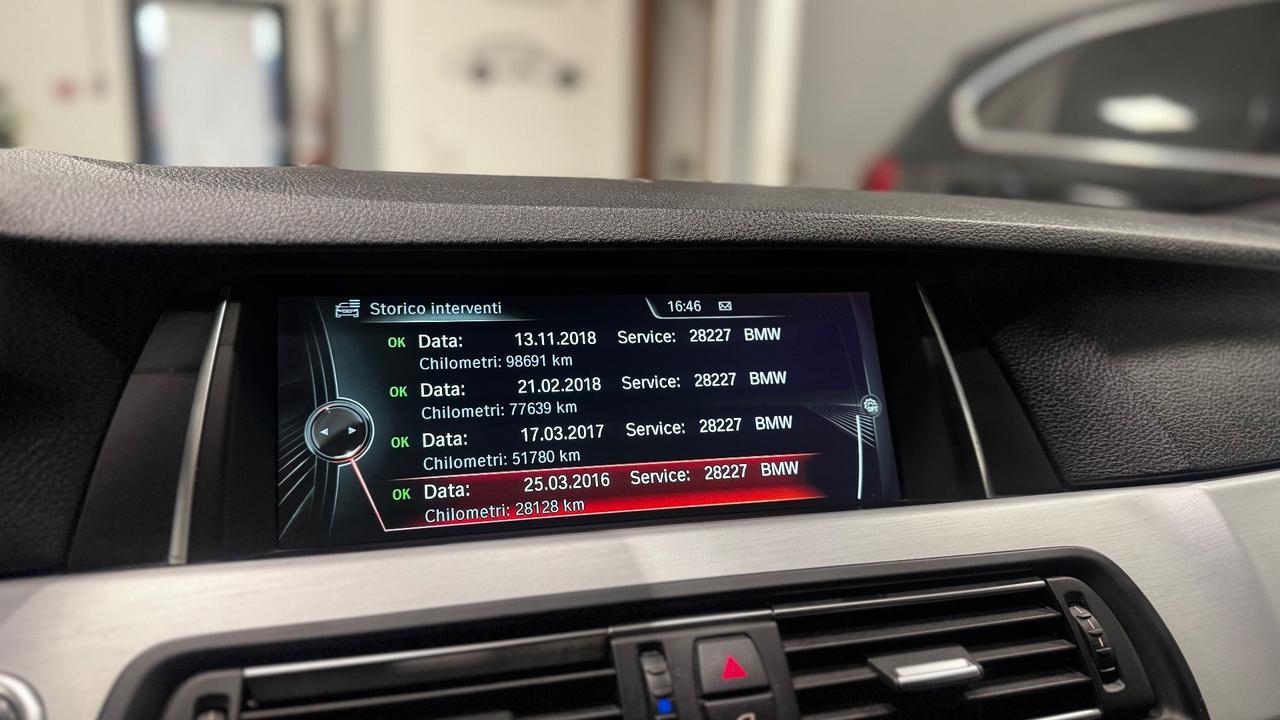 Storico interventi 16:46
OK Data: 13.11.2018 Service: 28227 BMW
Chilometri: 98691 km
OK Data: 21.02.2018 Service: 28227 BMW
Chilometri: 77639 km
OK Data: 17.03.2017 Service: 28227 BMW
Chilometri: 51780 km
OK Data: 25.03.2016 Service: 28227 BMW
Chilometri: 28128 km